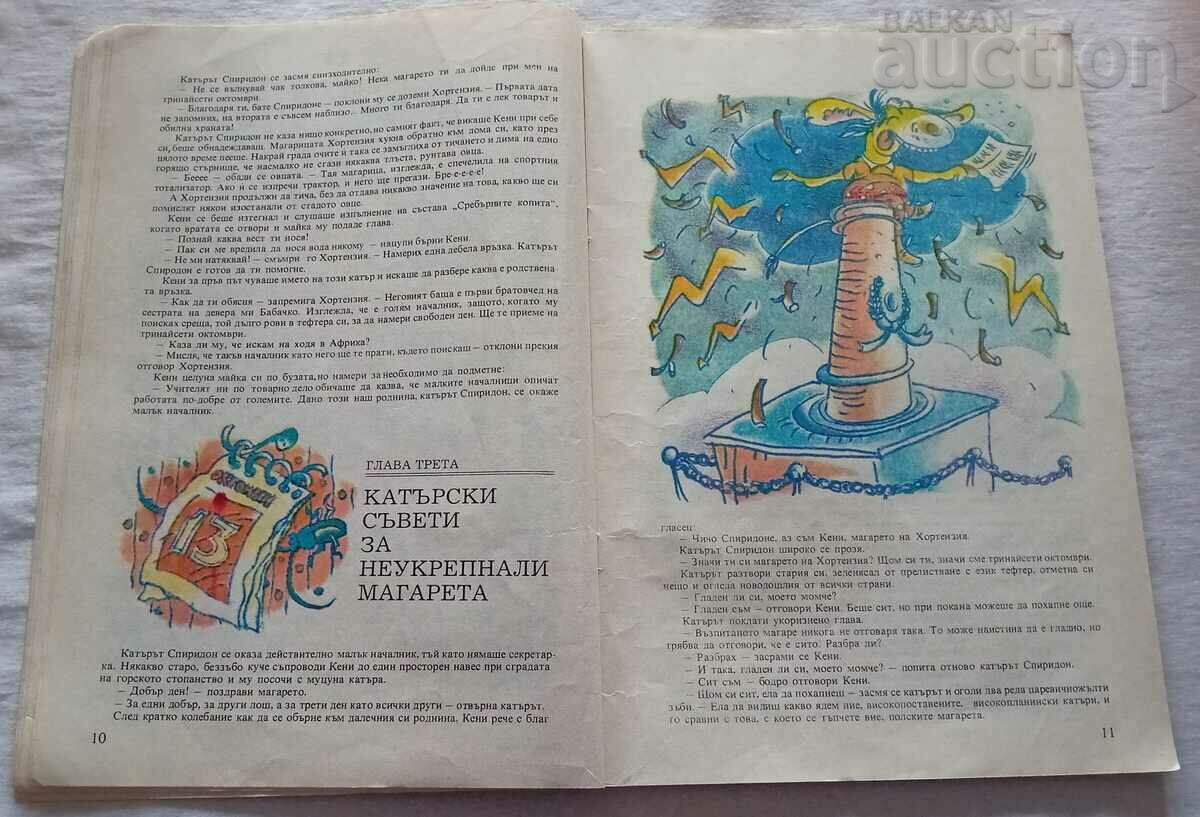 Катърът Спиридон се засмя снизходително:
— Не се вълнувай чак толкова, майко! Нека магарето ти да дойде при мен на
тринайсети октомври.
— Благодаря ти, бате Спиридоне — поклони му се доземи Хортензия. — Първата дата
не запомних, на втората е съвсем наблизо... Много ти благодаря. Да ти е лек товарът и
обилна храната!
Катърът Спиридон не каза нищо конкретно, но самият факт, че викаше Кени при себе
си, беше обнадеждаващ. Магарицата Хортензия хукна обратно към дома си, като през
цялото време пееше. Накрай града очите ѝ така се замъглиха от тичането и дима на едно
горящо стърнище, че насмалко не сгази някаква тлъста, рунтава овца.
— Бееее — обади се овцата. — Тая магарица, изглежда, е спечелила на спортния
тотализатор. Ако ѝ се изпречи трактор, и него ще прегази. Бре-е-е-е!
А Хортензия продължи да тича, без да отдава никакво значение на това, какво ще си
помислят някои изостанали от стадото овце.
Кени се беше изтегнал и слушаше изпълнение на състава „Сребърните копита“,
когато вратата се отвори и майка му подаде глава.
— Познай каква вест ти нося!
— Пак си ме вредила да нося вода някому — нацупи бърни Кени.
— Не ми натяквай! — смъмри го Хортензия. — Намерих една дебела връзка. Катърът
Спиродон е готов да ти помогне.
Кени за пръв път чуваше името на този катър и искаше да разбере каква е родствена-
та връзка.
— Как да ти обясня — запремига Хортензия. — Неговият баща е първи братовчед на
сестрата на девера ми Бабачко. Изглежда, че е голям началник, защото, когато му
поисках среща, той дълго рови в тефтера си, за да намери свободен ден. Ще те приеме на
тринайсети октомври.
— Каза ли му, че искам на ходя в Африка?
— Мисля, че такъв началник като него ще те прати, където поискаш — отклони прекия
отговор Хортензия.
Кени целуна майка си по бузата, но намери за необходимо да подметне:
— Учителят ни по товарно дело обичаше да казва, че малките началници опичат
работата по-добре от големите. Дано този наш роднина, катърът Спиридон, се окаже
малък началник.
ОКТОМВРИ
13
ГЛАВА ТРЕТА
КАТЪРСКИ
СЪВЕТИ
ЗА
НЕУКРЕПНАЛИ
МАГАРЕТА
Катърът Спиридон се оказа действително малък началник, тъй като нямаше секретар-
ка. Някакво старо, беззъбо куче съпроводи Кени до един просторен навес при сградата
на горското стопанство и му посочи с муцуна катъра.
— Добър ден! — поздрави магарето.
— За едни добър, за други лош, а за трети ден като всички други — отвърна катърът.
След кратко колебание как да се обърне към далечния си роднина, Кени рече с благ
10
BALKAN
auction
гласец:
— Чичо Спиридоне, аз съм Кени, магарето на Хортензия.
Катърът Спиридон широко се прозя.
— Значи ти си магарето на Хортензия? Щом си ти, значи сме тринайсети октомври.
Катърът разтвори стария си, зеленясал от прелистване с език тефтер, отметна си
нещо и огледа новодошлия от всички страни.
— Гладен ли си, моето момче?
— Гладен съм — отговори Кени. Беше сит, но при покана можеше да похапне още.
Катърът поклати укоризнено глава.
— Възпитаното магаре никога не отговаря така. То може наистина да е гладно, но
трябва да отговори, че е сито. Разбра ли?
— Разбрах — засрами се Кени.
— И така, гладен ли си, моето момче? — попита отново катърът Спиридон.
— Сит съм — бодро отговори Кени.
— Щом си сит, ела да похапнеш — засмя се катърът и оголи два реда царевичножълти
зъби. — Ела да видиш какво ядем ние, високопоставените, високопланински катъри, и
го сравни с това, с което се тъпчете вие, полските магарета.
11